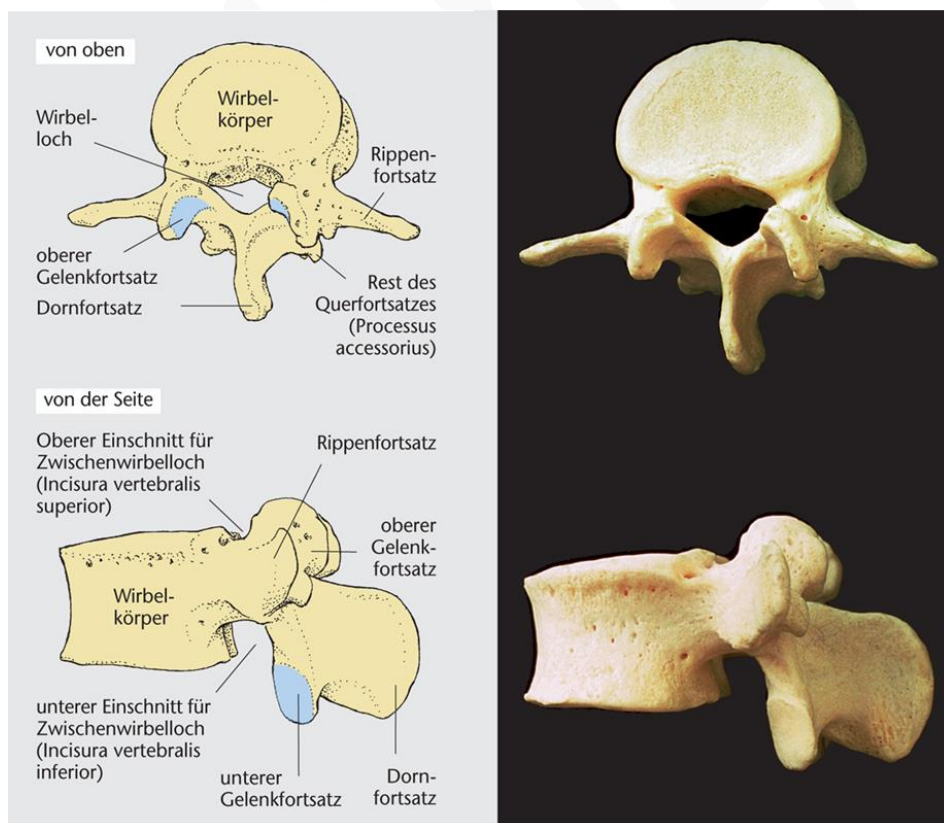 von oben
Wirbel-
körper
Wirbel-
loch
Rippen-
fortsatz
oberer
Gelenkfortsatz
Dornfortsatz
Rest des
Querfortsatzes
(Processus
accessorius)
von der Seite
Oberer Einschnitt für
Zwischenwirbelloch
(Incisura vertebralis
superior)
Rippenfortsatz
oberer
Gelenk-
fortsatz
Wirbel-
körper
unterer Einschnitt für
Zwischenwirbelloch
(Incisura vertebralis
inferior)
unterer
Gelenkfortsatz
Dorn-
fortsatz